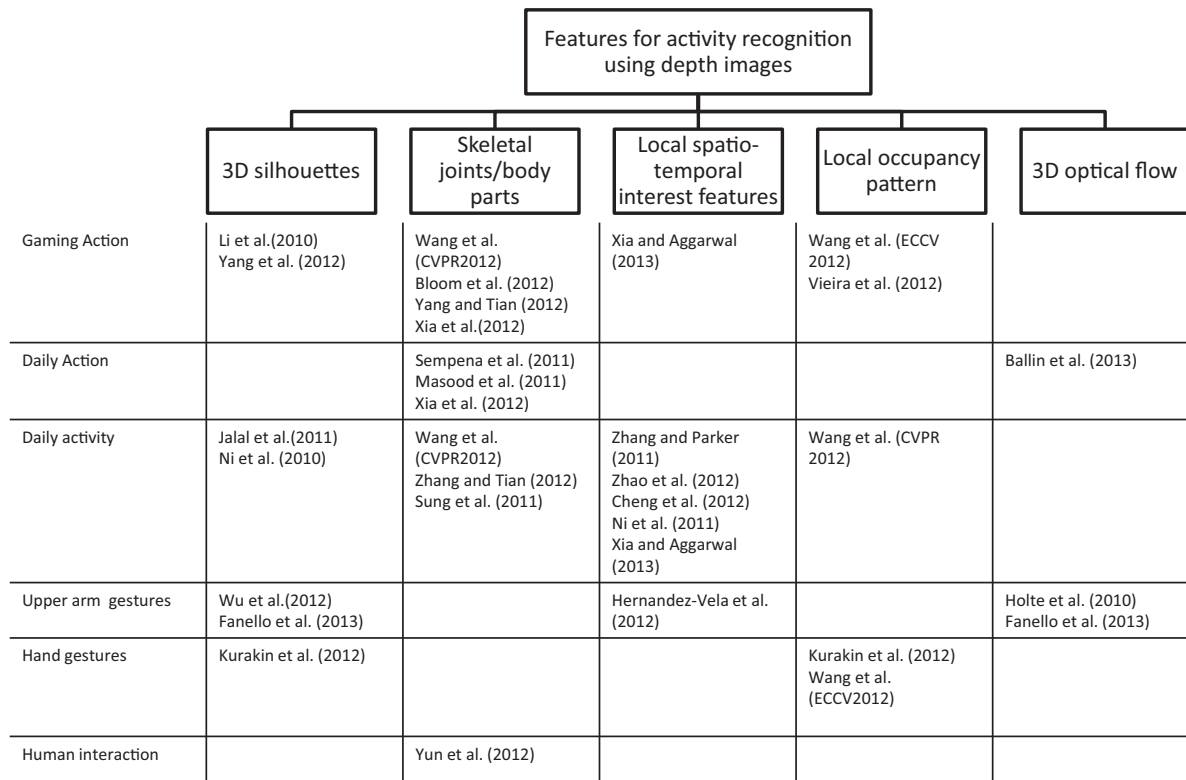 Features for activity recognition
using depth images
3D silhouettes
Skeletal
joints/body
parts
Local spatio-
temporal
interest features
Local occupancy
pattern
3D optical flow
Gaming Action
Li et al.(2010)
Yang et al. (2012)
Wang et al.
(CVPR2012)
Bloom et al. (2012)
Yang and Tian (2012)
Xia et al.(2012)
Xia and Aggarwal
(2013)
Wang et al. (ECCV
2012)
Vieira et al. (2012)
Daily Action
Sempena et al. (2011)
Masood et al. (2011)
Xia et al. (2012)
Ballin et al. (2013)
Daily activity
Jalal et al.(2011)
Ni et al. (2010)
Wang et al.
(CVPR2012)
Zhang and Tian (2012)
Sung et al. (2011)
Zhang and Parker
(2011)
Zhao et al. (2012)
Cheng et al. (2012)
Ni et al. (2011)
Xia and Aggarwal
(2013)
Wang et al. (CVPR
2012)
Upper arm gestures
Wu et al.(2012)
Fanello et al. (2013)
Hernandez-Vela et al.
(2012)
Holte et al. (2010)
Fanello et al. (2013)
Hand gestures
Kurakin et al. (2012)
Kurakin et al. (2012)
Wang et al.
(ECCV2012)
Human interaction
Yun et al. (2012)